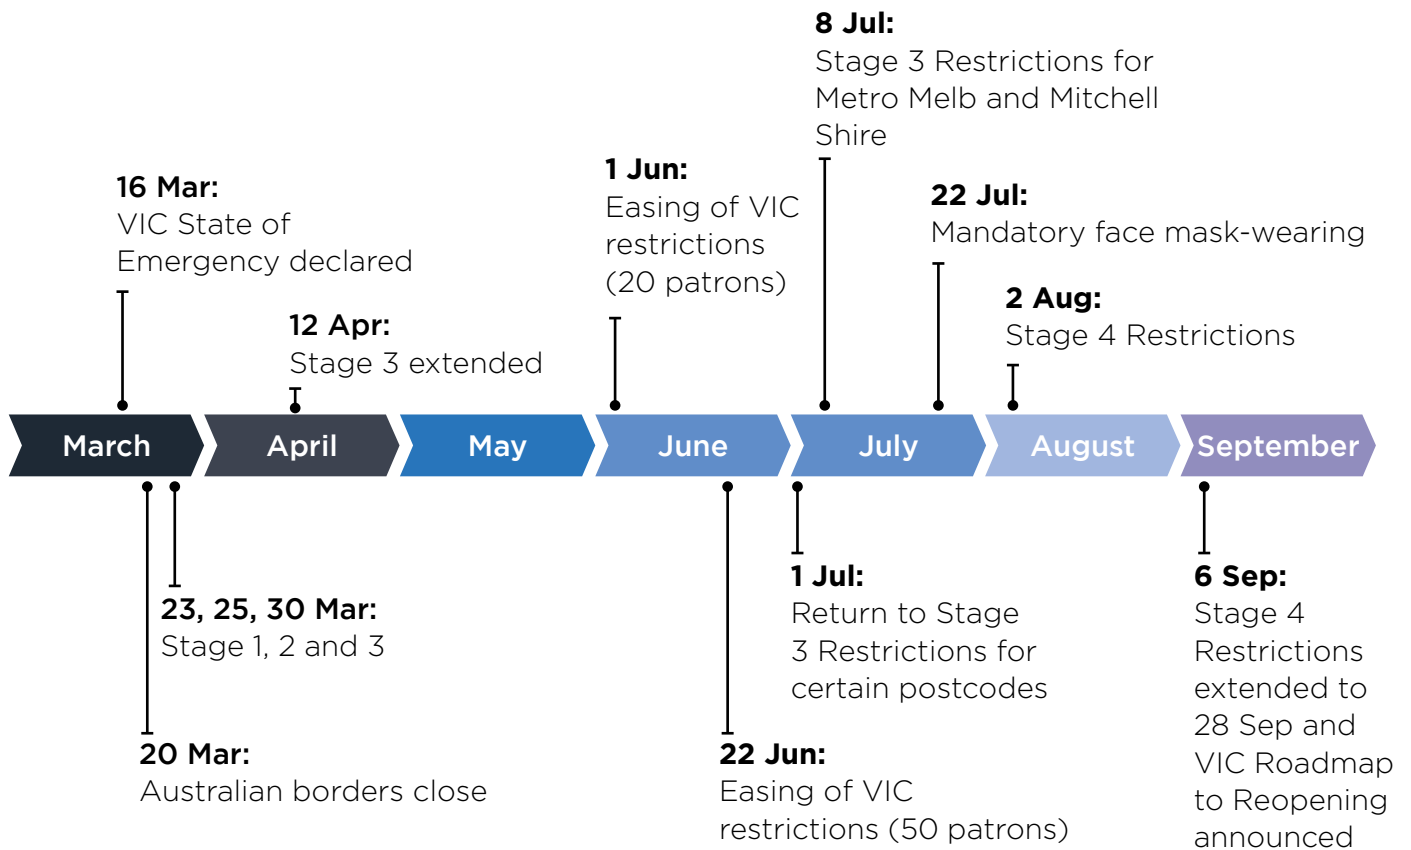 8 Jul:
Stage 3 Restrictions for
Metro Melb and Mitchell
Shire
1 Jun:
Easing of VIC
restrictions
(20 patrons)
16 Mar:
VIC State of
Emergency declared
22 Jul:
Mandatory face mask-wearing
2 Aug:
Stage 4 Restrictions
12 Apr:
Stage 3 extended
March
April
May
June
July
August
September
23, 25, 30 Mar:
Stage 1, 2 and 3
20 Mar:
Australian borders close
22 Jun:
Easing of VIC
restrictions (50 patrons)
1 Jul:
Return to Stage
3 Restrictions for
certain postcodes
6 Sep:
Stage 4
Restrictions
extended to
28 Sep and
VIC Roadmap
to Reopening
announced